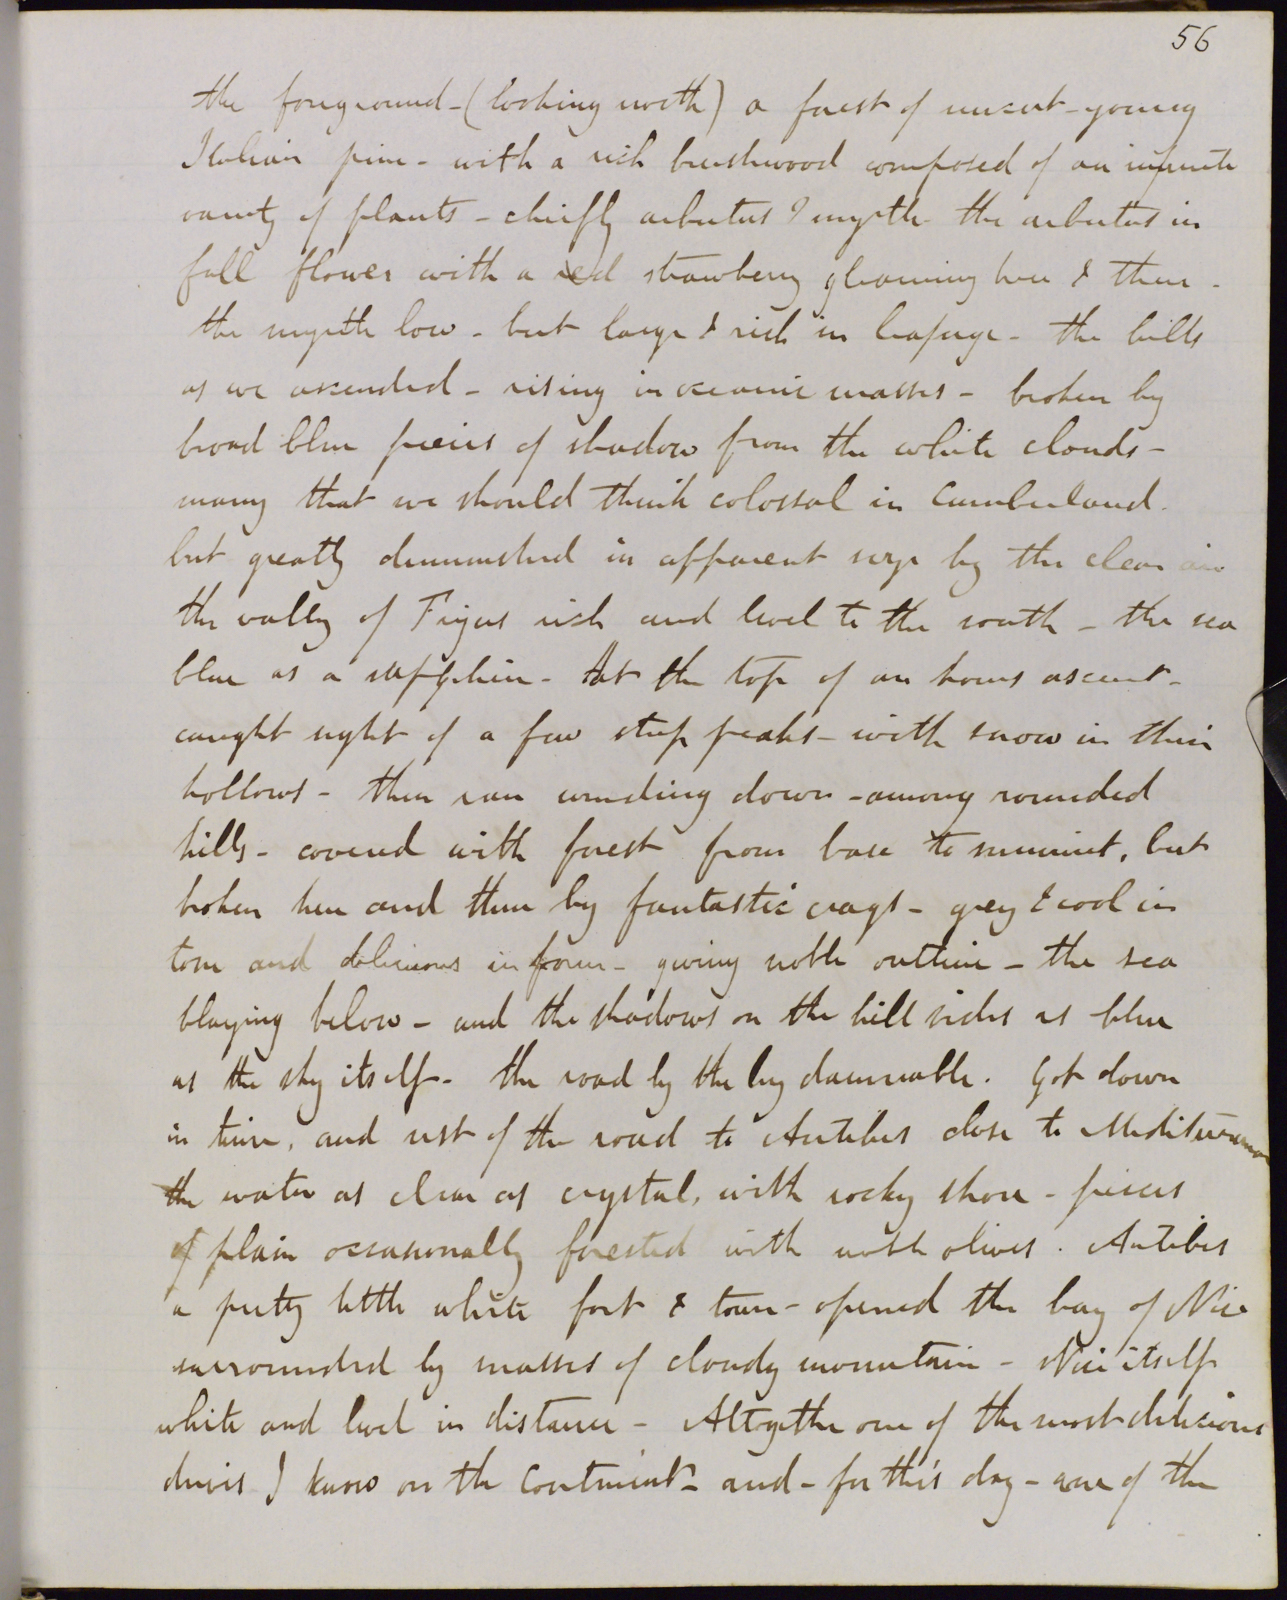 56
the foreground - (looking north) a forest of uncut - young
Italian pine - with a rich brushwood composed of an infinite
variety of plants - chiefly arbutus & myrtle - the arbutus in
full flower with a red strawberry gleaming here & there -
the myrtle low - but large & rich in leafage - the hills
as we ascended - rising in oceanic masses - broken by
broad blue pieces of shadow from the white clouds -
many that we should think colossal in Cumberland.
but greatly diminished in apparent size by the clear air
the valley of Frejus rich and level to the south - the sea
blue as a sapphire - At the top of an hours ascent -
caught sight of a few steep peaks - with snow in their
hollows - then ran winding down - among rounded
hills - covered with forest from base to summit, but
broken here and there by fantastic crags - grey & cool in
tone and delicious in form - giving noble outline - the sea
blazing below - and the shadows on the hill sides as blue
as the sky itself - the road by the by damnable. Got down
in time, and rest of the road to Antibes close to Mediterranean
the water as clear as crystal, with rocky shore - pieces
of plain occasionally forested with noble olives. Antibes
a pretty little white fort & town - opened the bay of Nice
surrounded by masses of cloudy mountain - Nice itself
white and level in distance - Altogether one of the most delicious
drives I know on the Continent - and - for this day - one of the